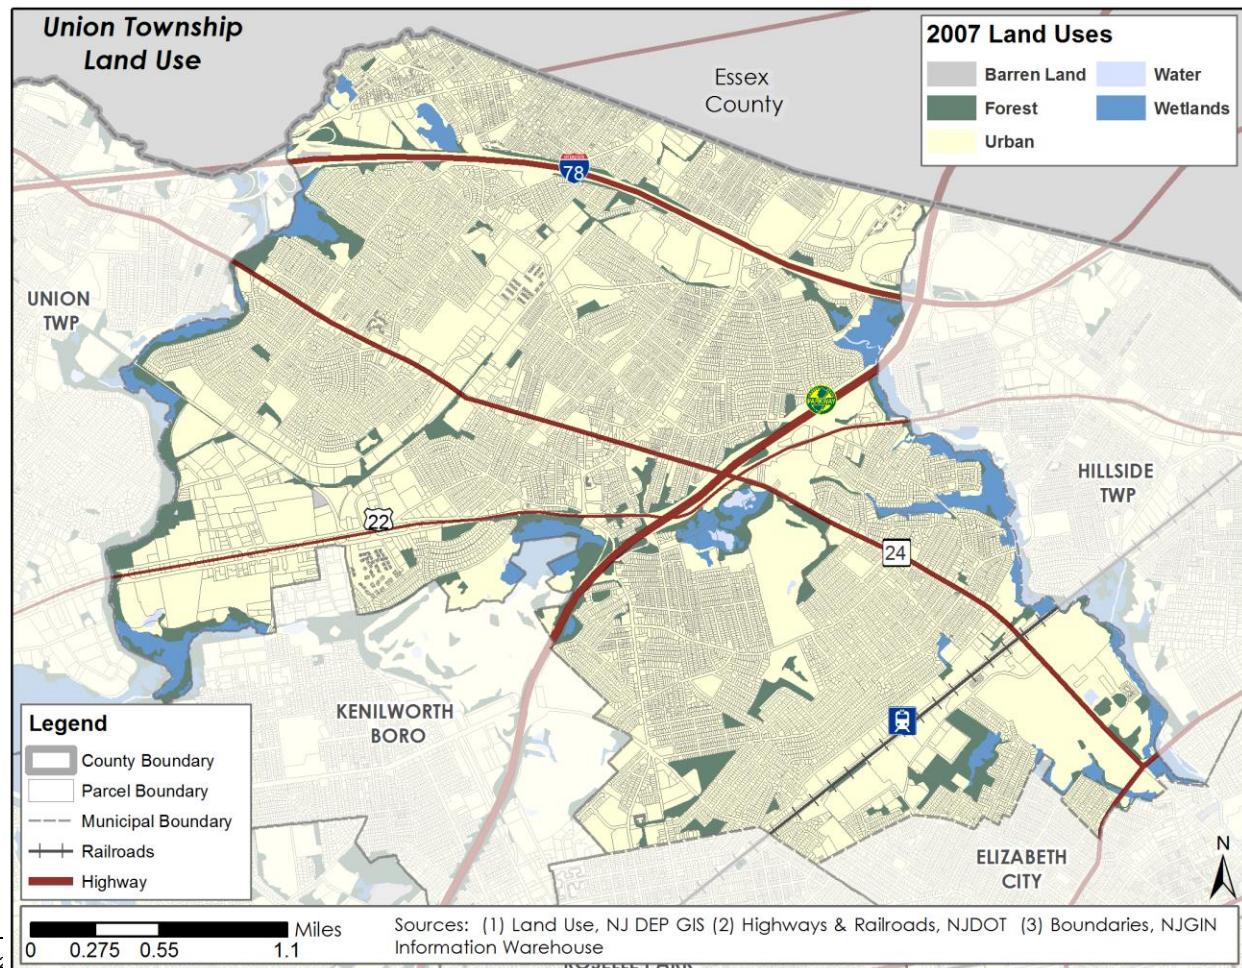 Union Township
Land Use
Essex
County
2007 Land Uses
Barren Land
Water
Forest
Wetlands
Urban
78
UNION
TWP
PARKWAY
HILLSIDE
TWP
22
24
KENILWORTH
BORO
ELIZABETH
CITY
N
Legend
County Boundary
Parcel Boundary
Municipal Boundary
Railroads
Highway
Miles
0 0.275 0.55 1.1
Sources: (1) Land Use, NJ DEP GIS (2) Highways & Railroads, NJDOT (3) Boundaries, NJGIN
Information Warehouse